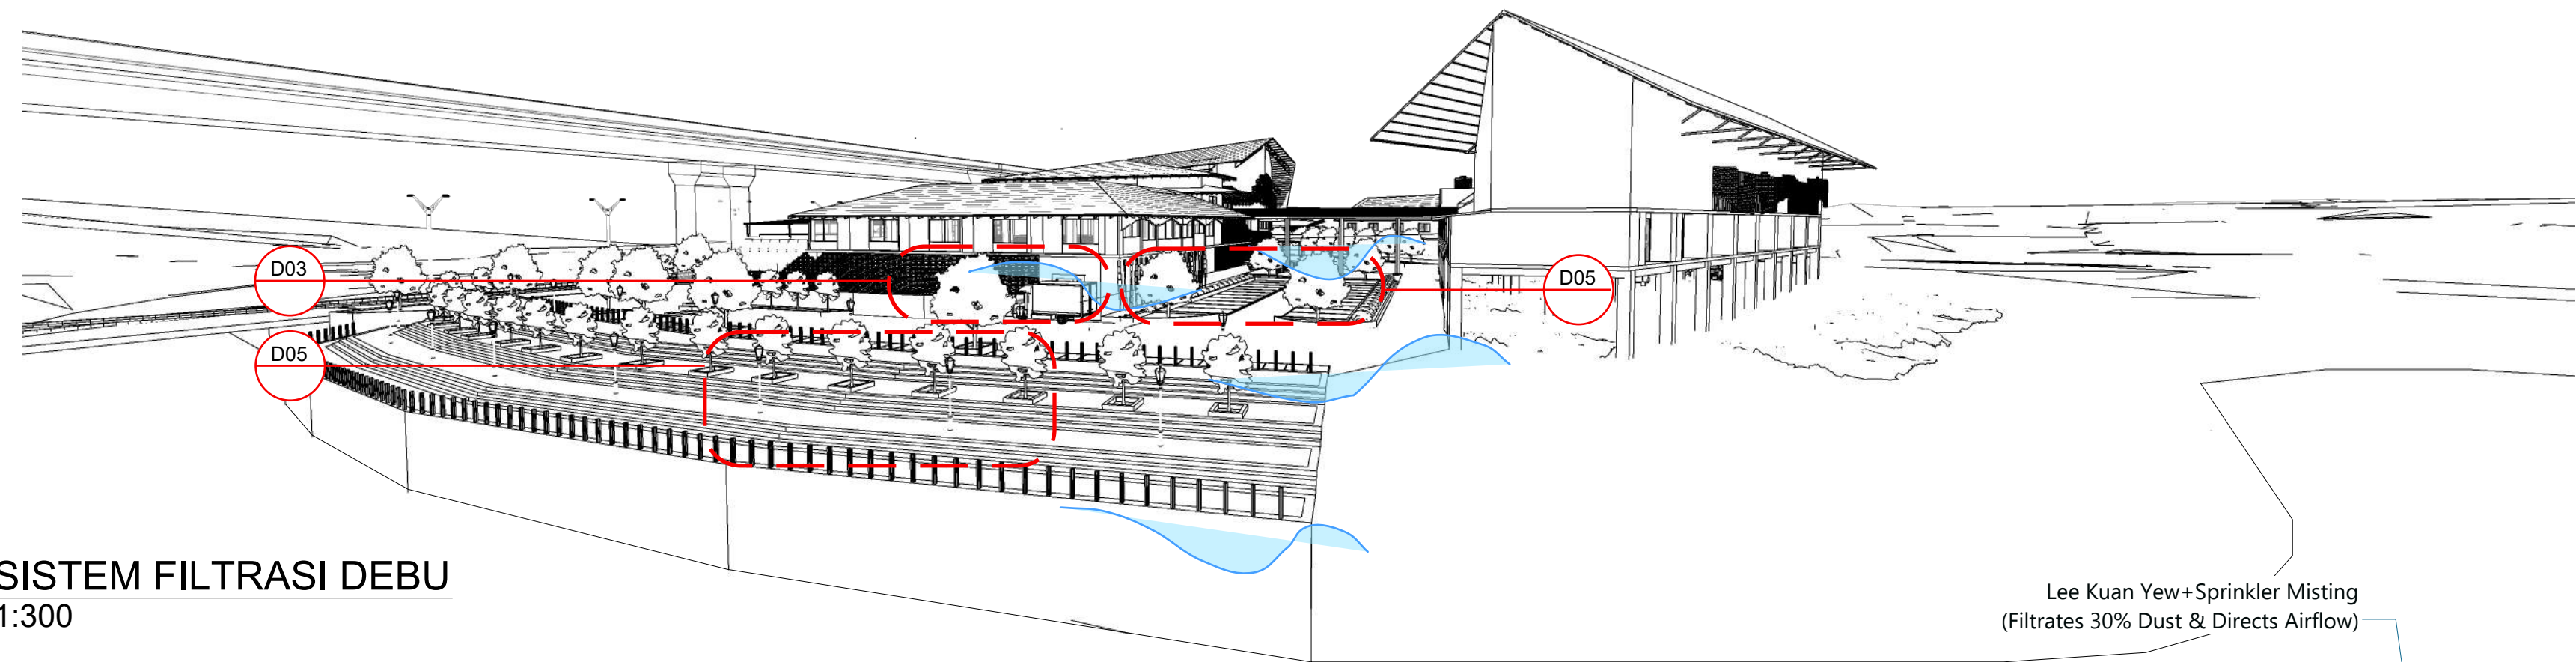 D03
D05
D05
SISTEM FILTRASI DEBU
1:300
Lee Kuan Yew+Sprinkler Misting
(Filtrates 30% Dust & Directs Airflow)